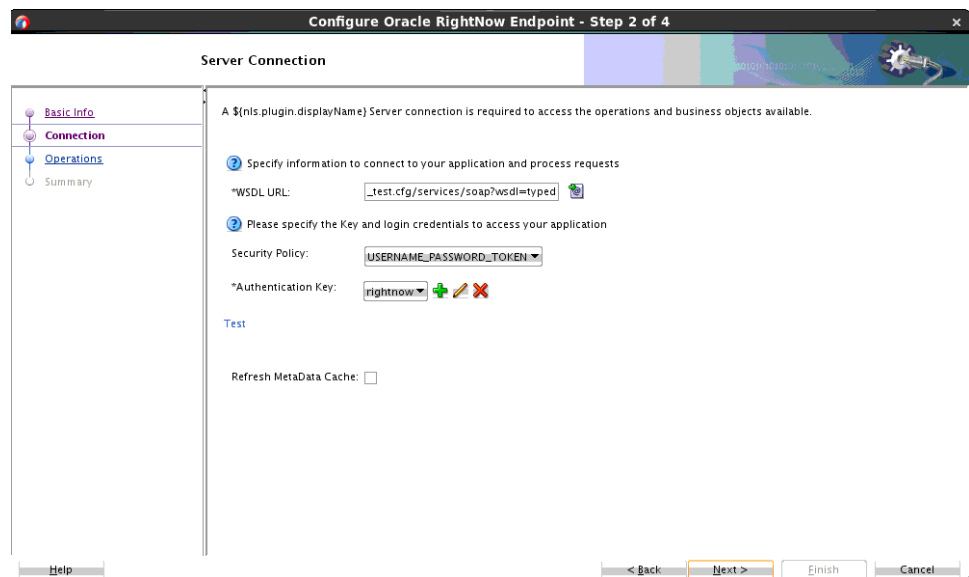 Configure Oracle RightNow Endpoint - Step 2 of 4
Server Connection
Basic Info
Connection
Operations
Summary
A ${nls.plugin.displayName} Server connection is required to access the operations and business objects available.
Specify information to connect to your application and process requests
*WSDL URL: _test.cfg/services/soap?wsdl=typed
Please specify the Key and login credentials to access your application
Security Policy: USERNAME_PASSWORD_TOKEN
*Authentication Key: rightnow
Test
Refresh MetaData Cache:
Help < Back Next > Finish Cancel